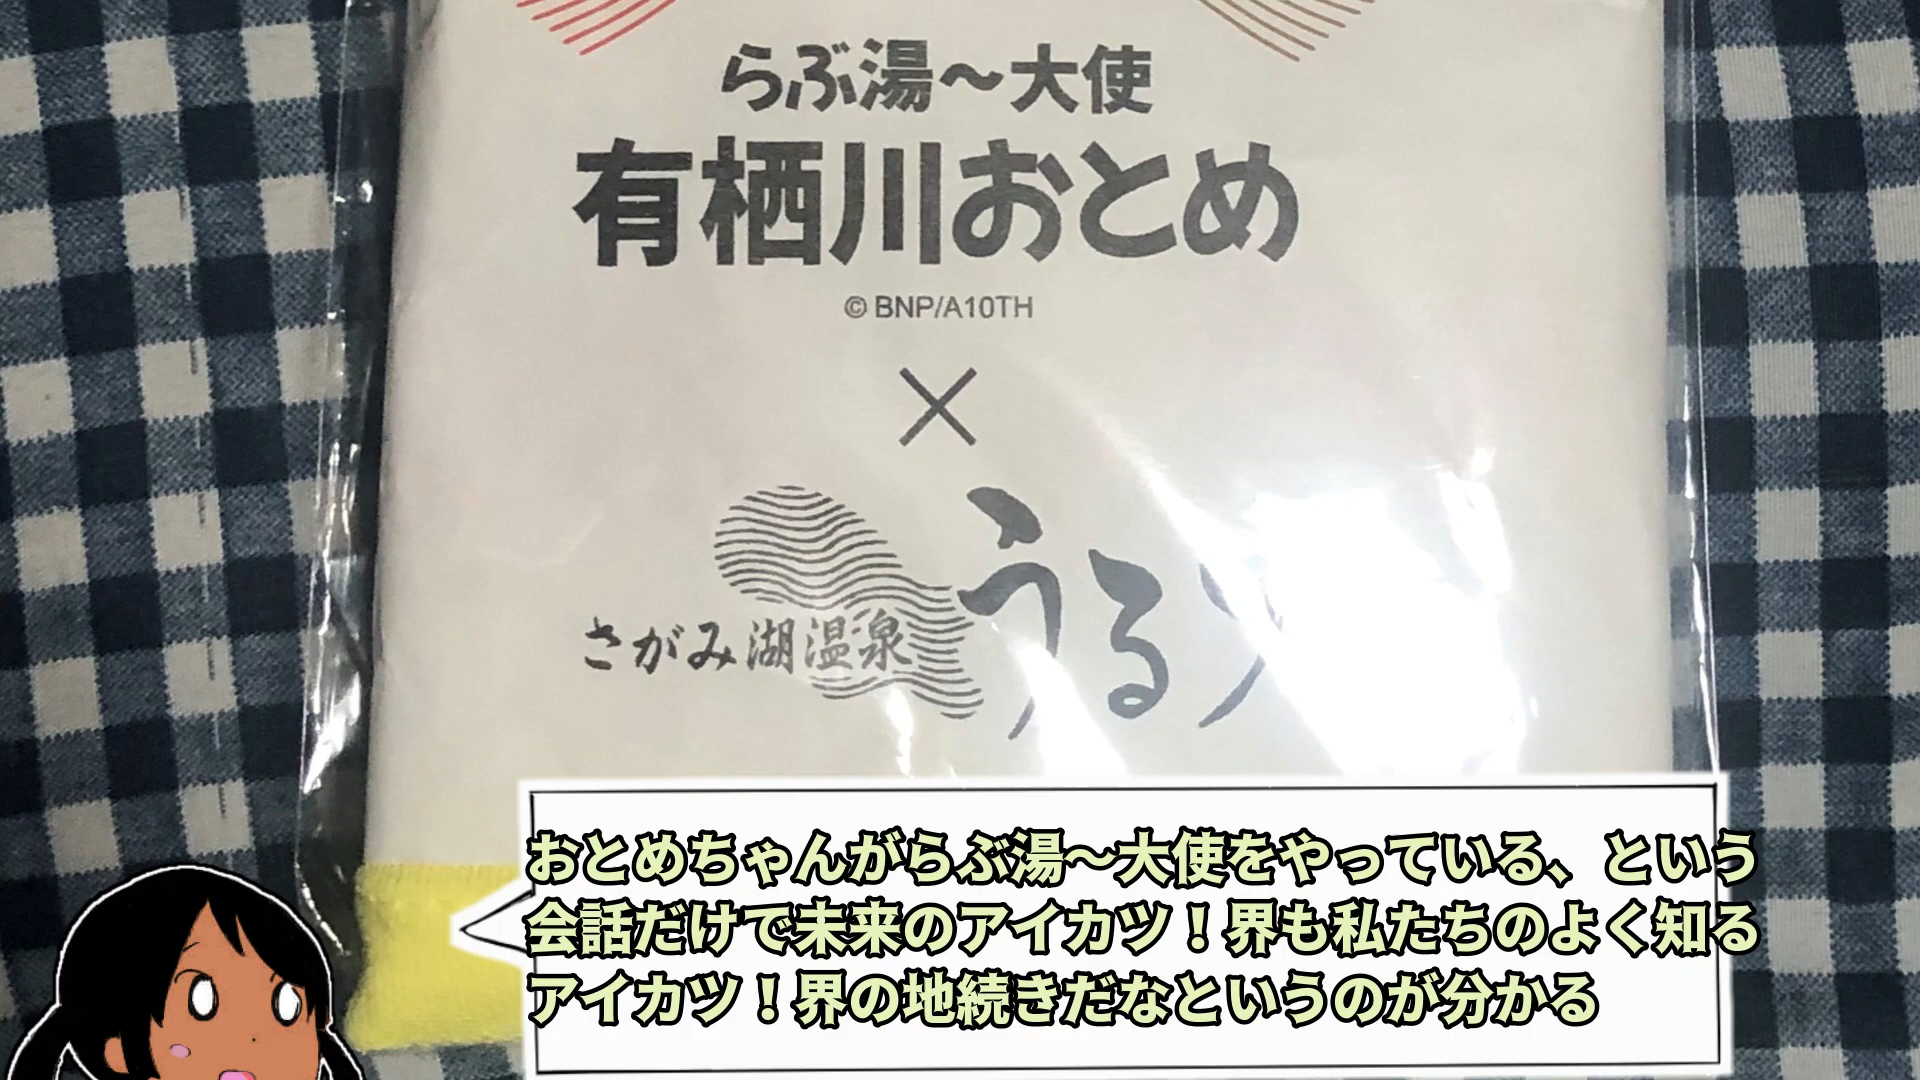 らぶ湯〜大使
有栖川おとめ
© BNP/A10TH
×
さがみ湖温泉
うるり
おとめちゃんがらぶ湯〜大使をやっている、という
会話だけで未来のアイカツ！界も私たちのよく知る
アイカツ！界の地続きだなというのが分かる